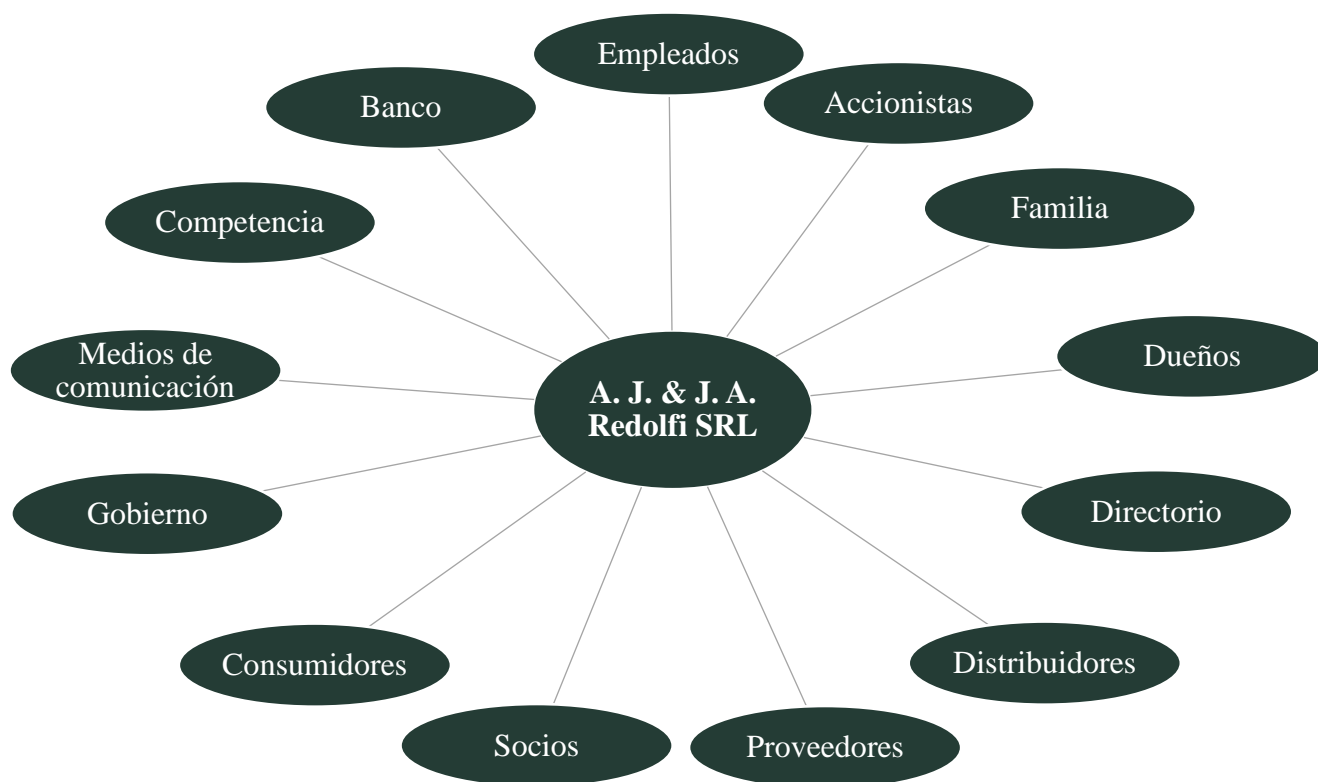 Empleados
Accionistas
Familia
Dueños
Directorio
Distribuidores
Proveedores
Socios
Consumidores
Gobierno
Medios de
comunicación
Competencia
Banco
A. J. & J. A.
Redolfi SRL